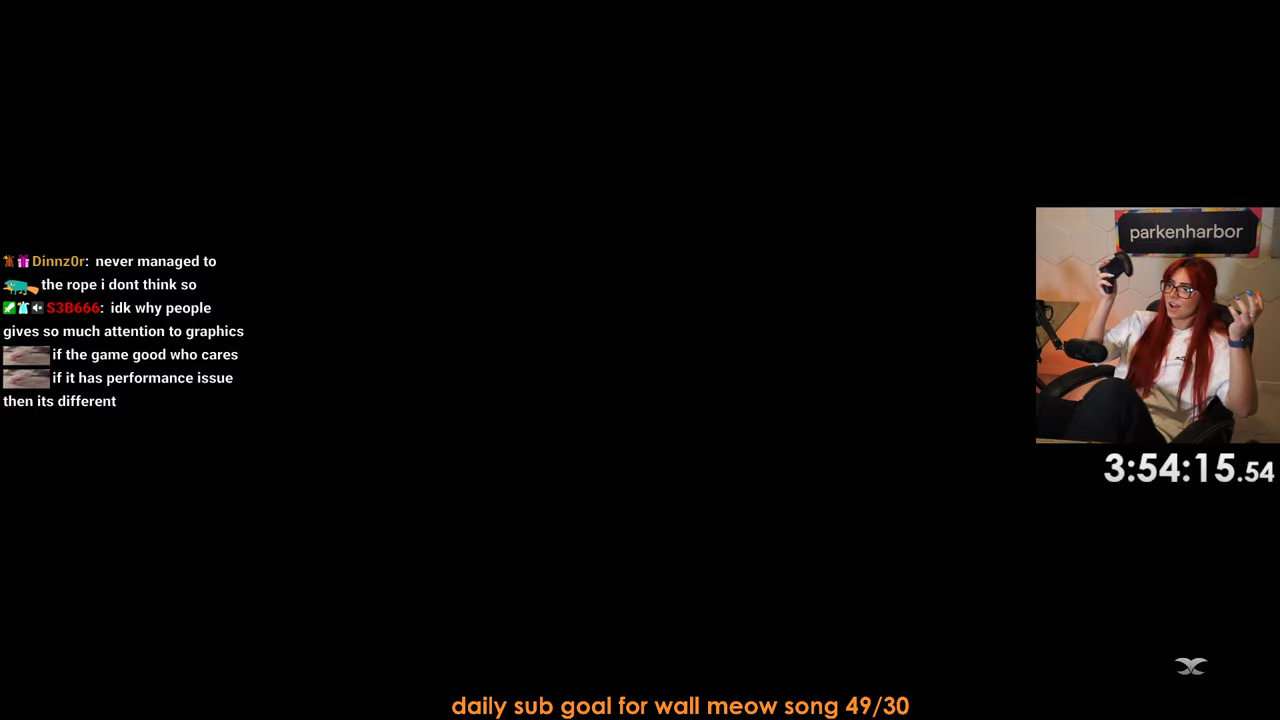 Dinnz0r: never managed to
the rope i dont think so
S3B666: idk why people
gives so much attention to graphics
if the game good who cares
if it has performance issue
then its different
parkenharbor
3:54:15.54
daily sub goal for wall meow song 49/30